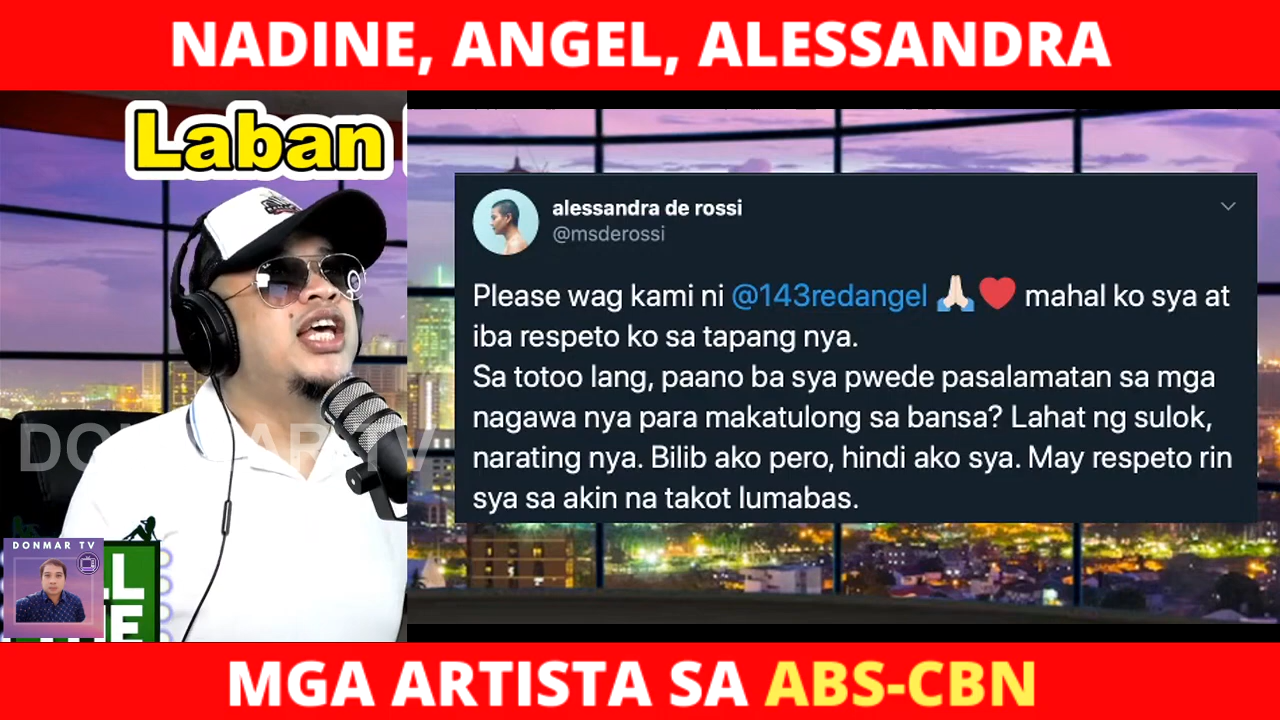 NADINE, ANGEL, ALESSANDRA
Laban
alessandra de rossi
@msderossi
Please wag kami ni @143redangel 🙏🏻❤️ mahal ko sya at
iba respeto ko sa tapang nya.
Sa totoo lang, paano ba sya pwede pasalamatan sa mga
nagawa nya para makatulong sa bansa? Lahat ng sulok,
narating nya. Bilib ako pero, hindi ako sya. May respeto rin
sya sa akin na takot lumabas.
DONMAR TV
DONMAR TV
MGA ARTISTA SA ABS-CBN